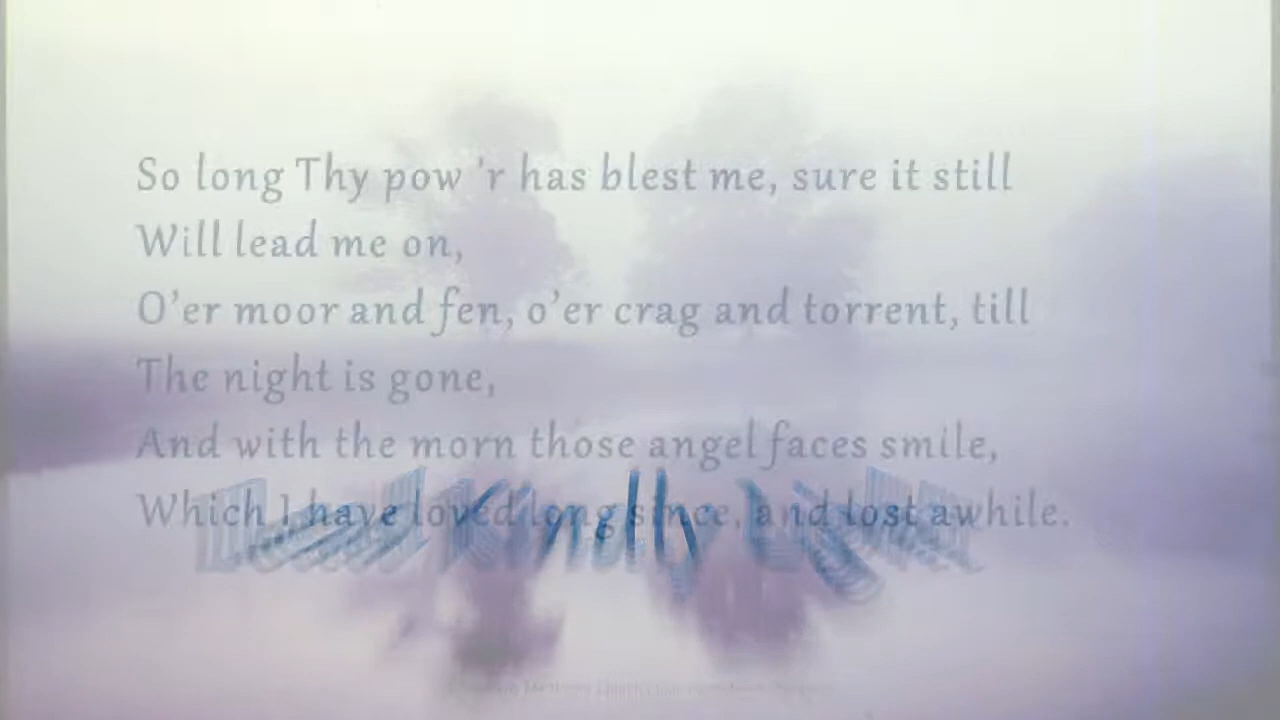 So long Thy pow 'r has blest me, sure it still
Will lead me on,
O'er moor and fen, o'er crag and torrent, till
The night is gone,
And with the morn those angel faces smile,
Which I have loved long since, and lost awhile.
Lead Kindly Light